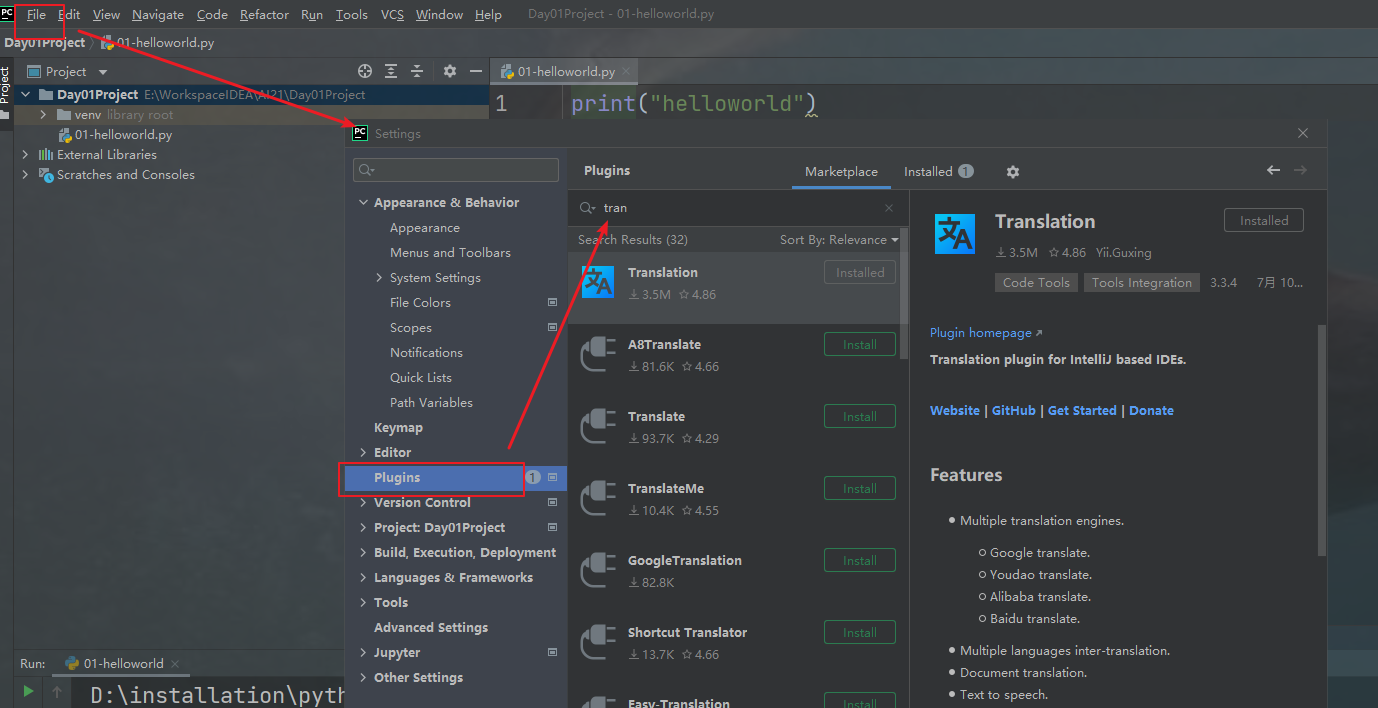 PC File Edit View Navigate Code Refactor Run Tools VCS Window Help Day01Project - 01-helloworld.py
Day01Project 01-helloworld.py
Project
Project
01-helloworld.py
Day01Project E:\WorkspaceIDEA\AI21\Day01Project
venv library root
01-helloworld.py
External Libraries
Scratches and Consoles
1 print("helloworld")
PC Settings
Appearance & Behavior
Appearance
Menus and Toolbars
System Settings
File Colors
Scopes
Notifications
Quick Lists
Path Variables
Keymap
Editor
Plugins 1
Version Control
Project: Day01Project
Build, Execution, Deployment
Languages & Frameworks
Tools
Advanced Settings
Jupyter
Other Settings
Plugins Marketplace Installed 1
tran
Search Results (32) Sort By: Relevance
文A Translation Installed
3.5M 4.86
A8Translate Install
81.6K 4.66
Translate Install
93.7K 4.29
TranslateMe Install
10.4K 4.55
GoogleTranslation Install
82.8K
Shortcut Translator Install
13.7K 4.66
Easy-Translation Install
文A Translation Installed
3.5M 4.86 Yii.Guxing
Code Tools Tools Integration 3.3.4 7月 10...
Plugin homepage
Translation plugin for IntelliJ based IDEs.
Website | GitHub | Get Started | Donate
Features
Multiple translation engines.
Google translate.
Youdao translate.
Alibaba translate.
Baidu translate.
Multiple languages inter-translation.
Document translation.
Text to speech.
Run: 01-helloworld
D:\installation\pyth